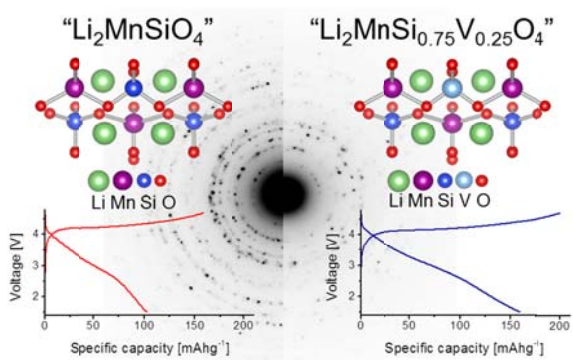 “Li₂MnSiO₄”
“Li₂MnSi₀.₇₅V₀.₂₅O₄”
Li Mn Si O
Li Mn Si V O
Voltage [V]
4
3
2
0 50 100 150 200
Specific capacity [mAhg⁻¹]
Voltage [V]
4
3
2
0 50 100 150 200
Specific capacity [mAhg⁻¹]